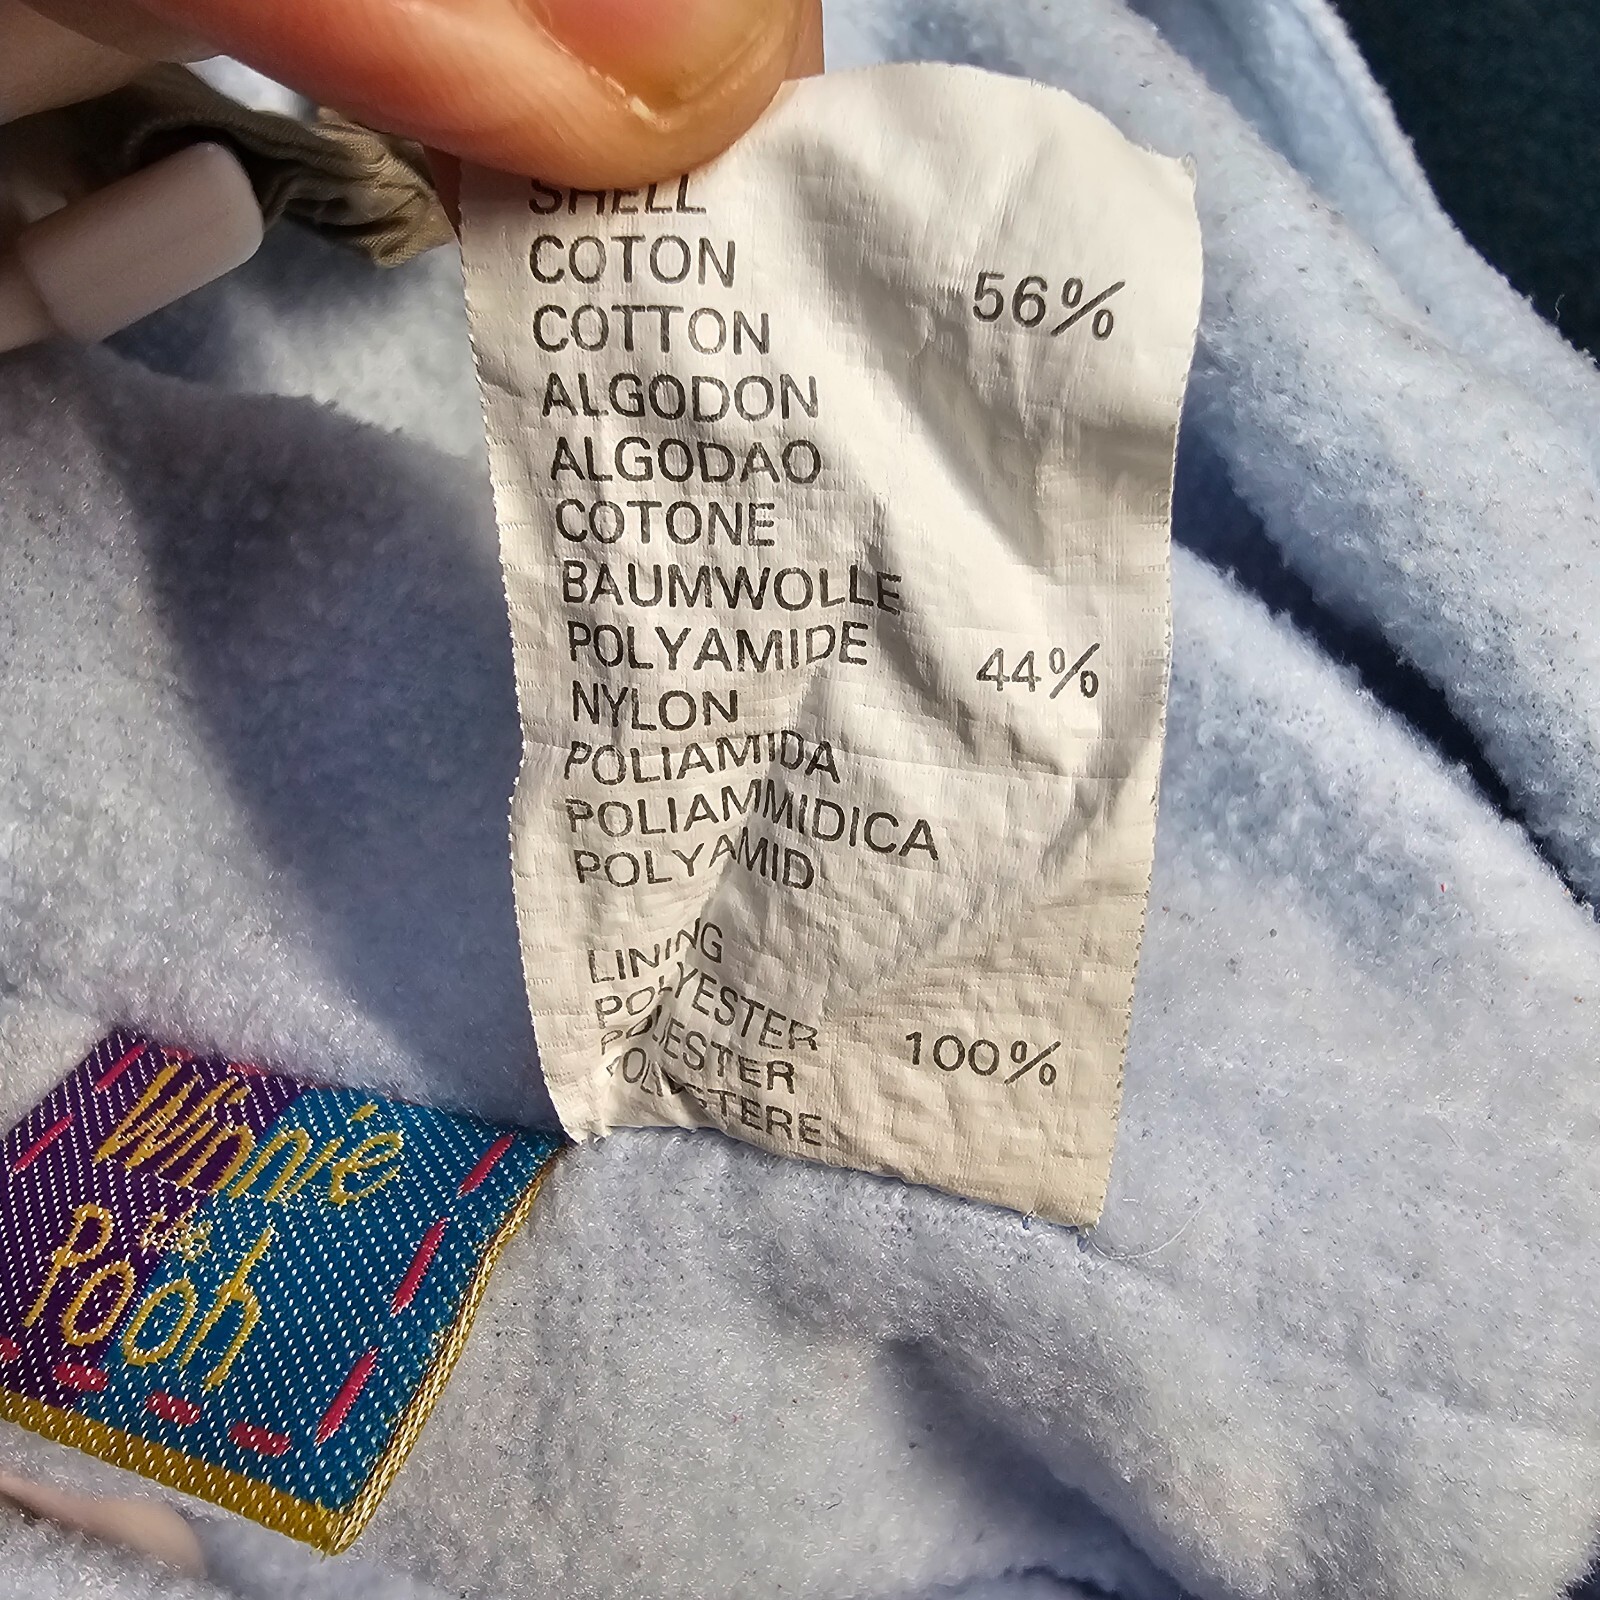 SHELL
COTON 56%
COTTON
ALGODON
ALGODAO
COTONE
BAUMWOLLE
POLYAMIDE 44%
NYLON
POLIAMIDA
POLIAMMIDICA
POLYAMID
LINING
POLYESTER 100%
POLIESTER
POLIESTERE
Winnie
the
Pooh